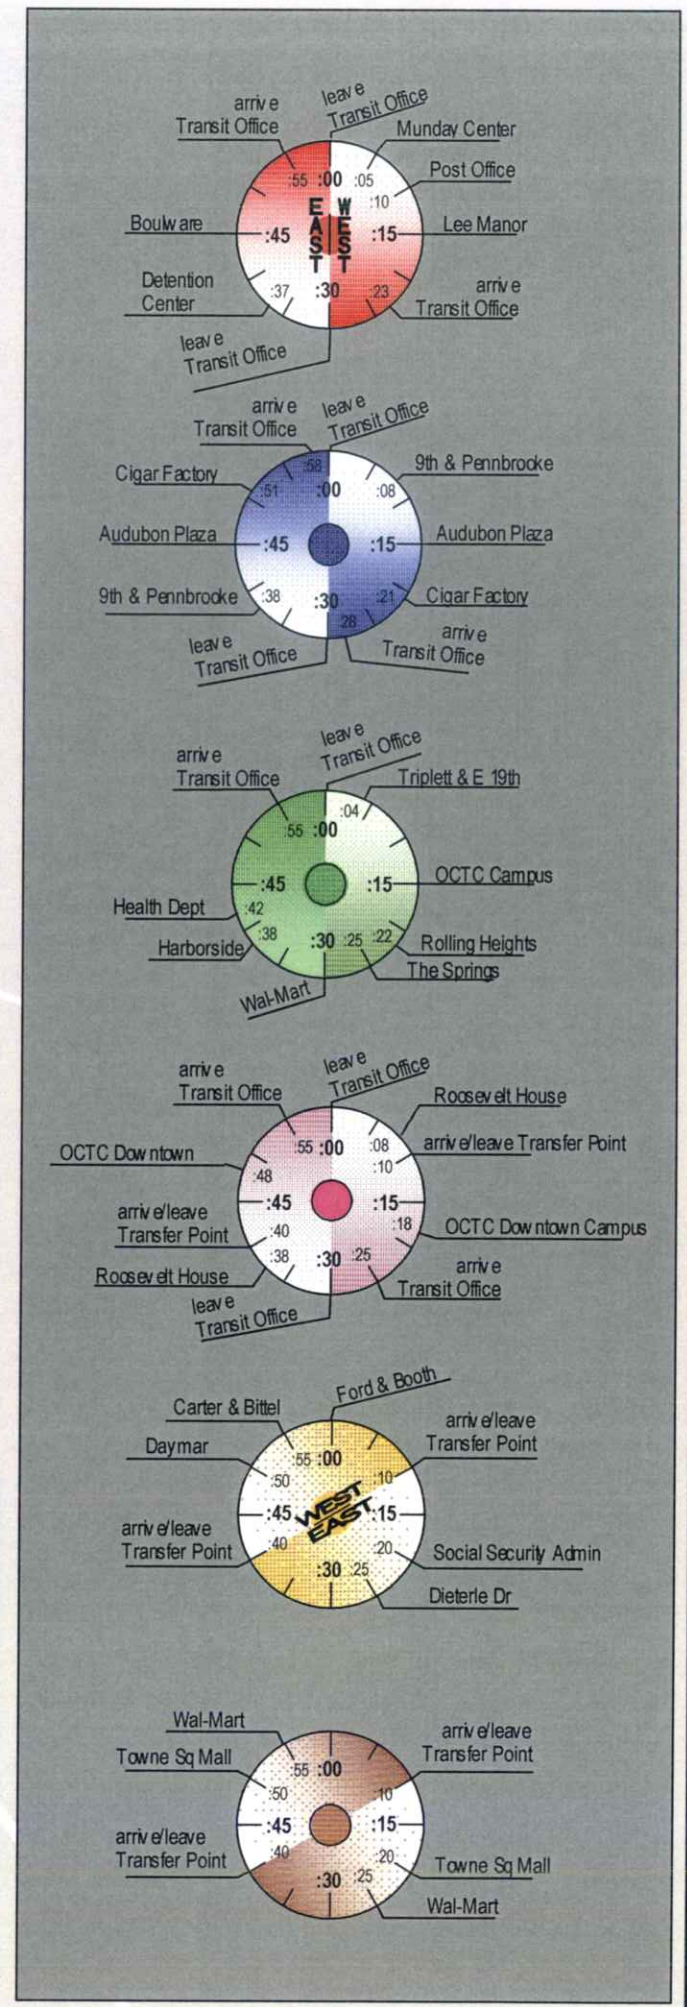 leave
Transit Office
arrive
Transit Office
Munday Center
Post Office
:55 :00 :05
:10
EAST
WEST
Boulware
:45
:15
Lee Manor
Detention
Center
:37
:30
:23
arrive
Transit Office
leave
Transit Office
arrive
Transit Office
leave
Transit Office
:58
:00
Cigar Factory
:51
:08
9th & Pennbrooke
Audubon Plaza
:45
:15
Audubon Plaza
9th & Pennbrooke
:38
:30
:21
Cigar Factory
:28
leave
Transit Office
arrive
Transit Office
leave
Transit Office
arrive
Transit Office
Triplett & E 19th
:04
:55 :00
:45
:15
OCTC Campus
Health Dept
:42
Harborside
:38
:30
:25
:22
Rolling Heights
The Springs
Wal-Mart
leave
Transit Office
arrive
Transit Office
Roosevelt House
:55 :00
:08
:10
arrive/leave Transfer Point
OCTC Downtown
:48
:45
:15
arrive/leave
Transfer Point
:40
:18
OCTC Downtown Campus
:38
:30
:25
Roosevelt House
arrive
Transit Office
leave
Transit Office
Ford & Booth
Carter & Bittel
arrive/leave
Transfer Point
Daymar
:55 :00
:50
:10
WEST
EAST
:45
:15
arrive/leave
Transfer Point
:40
:20
Social Security Admin
:30
:25
Dieterle Dr
Wal-Mart
arrive/leave
Transfer Point
Towne Sq Mall
:55 :00
:50
:10
:45
:15
arrive/leave
Transfer Point
:40
:20
Towne Sq Mall
:30
:25
Wal-Mart